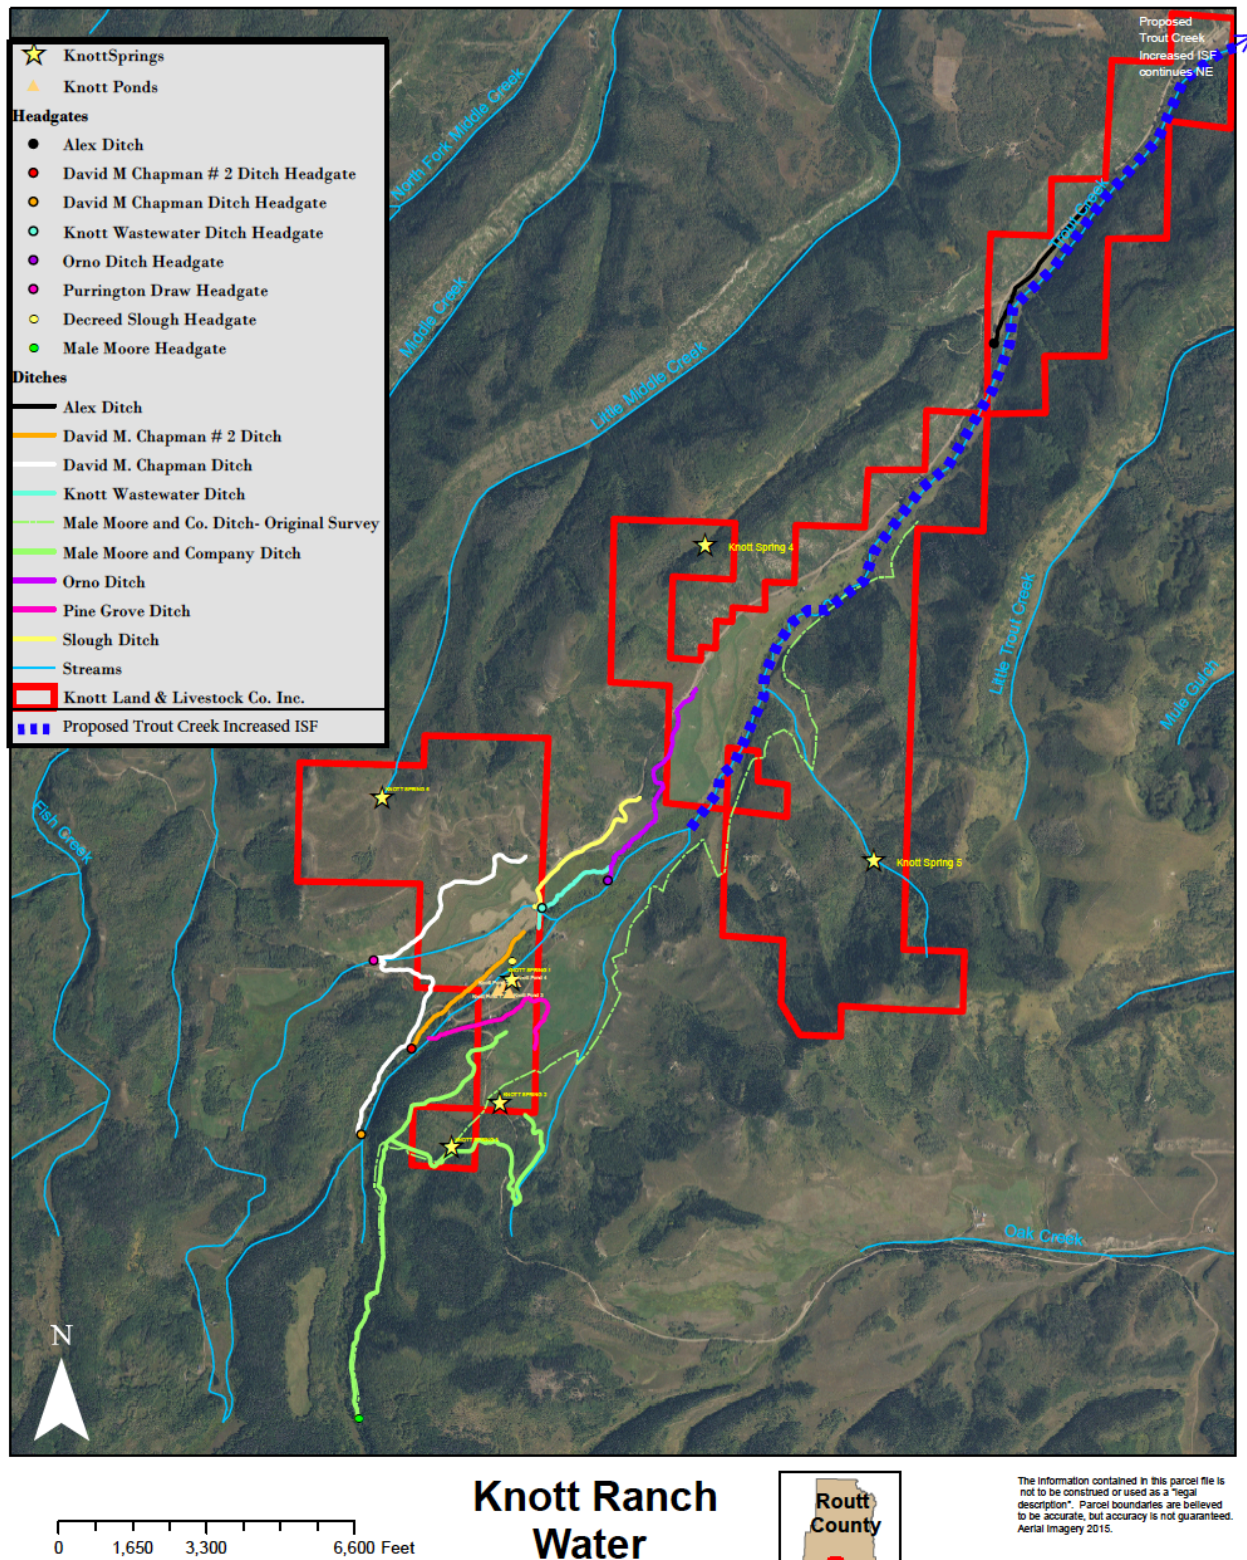 Proposed
Trout Creek
Increased ISF
continues NE
KnottSprings
Knott Ponds
Headgates
Alex Ditch
David M Chapman # 2 Ditch Headgate
David M Chapman Ditch Headgate
Knott Wastewater Ditch Headgate
Orno Ditch Headgate
Purrington Draw Headgate
Decreed Slough Headgate
Male Moore Headgate
Ditches
Alex Ditch
David M. Chapman # 2 Ditch
David M. Chapman Ditch
Knott Wastewater Ditch
Male Moore and Co. Ditch- Original Survey
Male Moore and Company Ditch
Orno Ditch
Pine Grove Ditch
Slough Ditch
Streams
Knott Land & Livestock Co. Inc.
Proposed Trout Creek Increased ISF
North Fork Middle Creek
Trout Creek
Middle Creek
Little Middle Creek
Knott Spring 4
Little Trout Creek
Mule Gulch
Fish Creek
Knott Spring 5
KNOTT SPRING 1
KNOTT SPRING 2
Oak Creek
N
0 1,650 3,300 6,600 Feet
Knott Ranch
Water
Routt
County
The information contained in this parcel file is
not to be construed or used as a "legal
description". Parcel boundaries are believed
to be accurate, but accuracy is not guaranteed.
Aerial Imagery 2015.